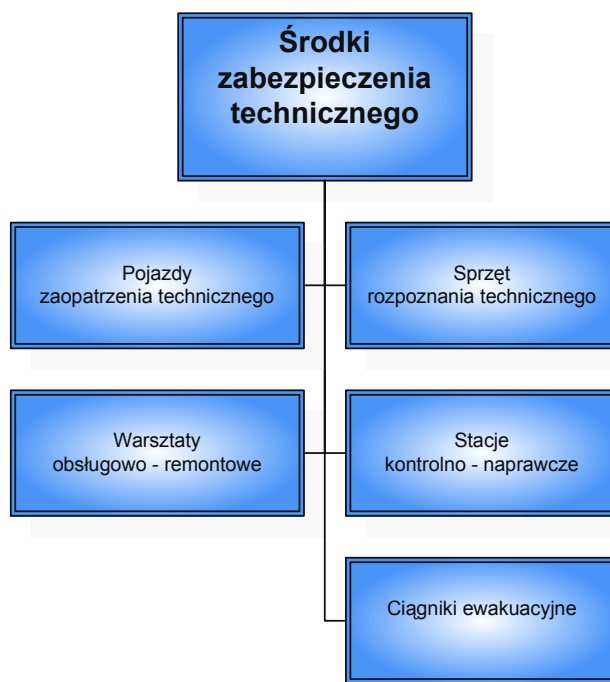 Środki
zabezpieczenia
technicznego
Pojazdy
zaopatrzenia technicznego
Sprzęt
rozpoznania technicznego
Warsztaty
obsługowo - remontowe
Stacje
kontrolno - naprawcze
Ciągniki ewakuacyjne